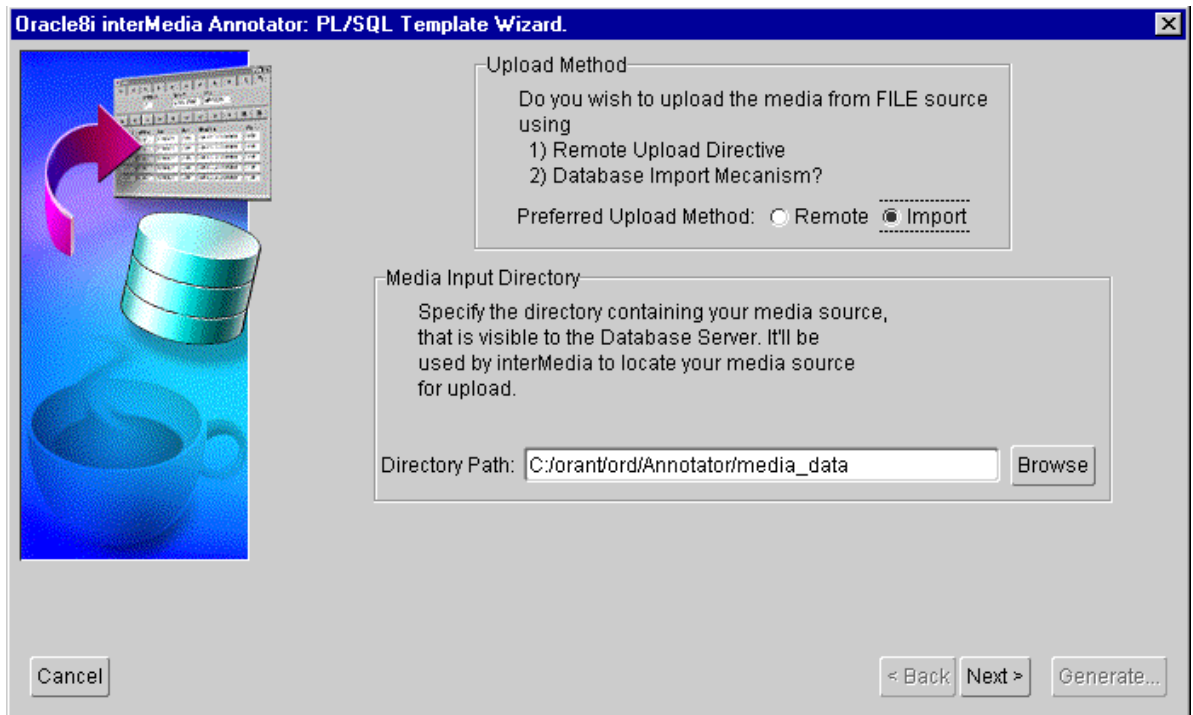 Oracle8i interMedia Annotator: PL/SQL Template Wizard.
Upload Method
Do you wish to upload the media from FILE source
using
1) Remote Upload Directive
2) Database Import Mecanism?
Preferred Upload Method: Remote Import
Media Input Directory
Specify the directory containing your media source,
that is visible to the Database Server. It'll be
used by interMedia to locate your media source
for upload.
Directory Path: C:/orant/ord/Annotator/media_data Browse
Cancel < Back Next > Generate...